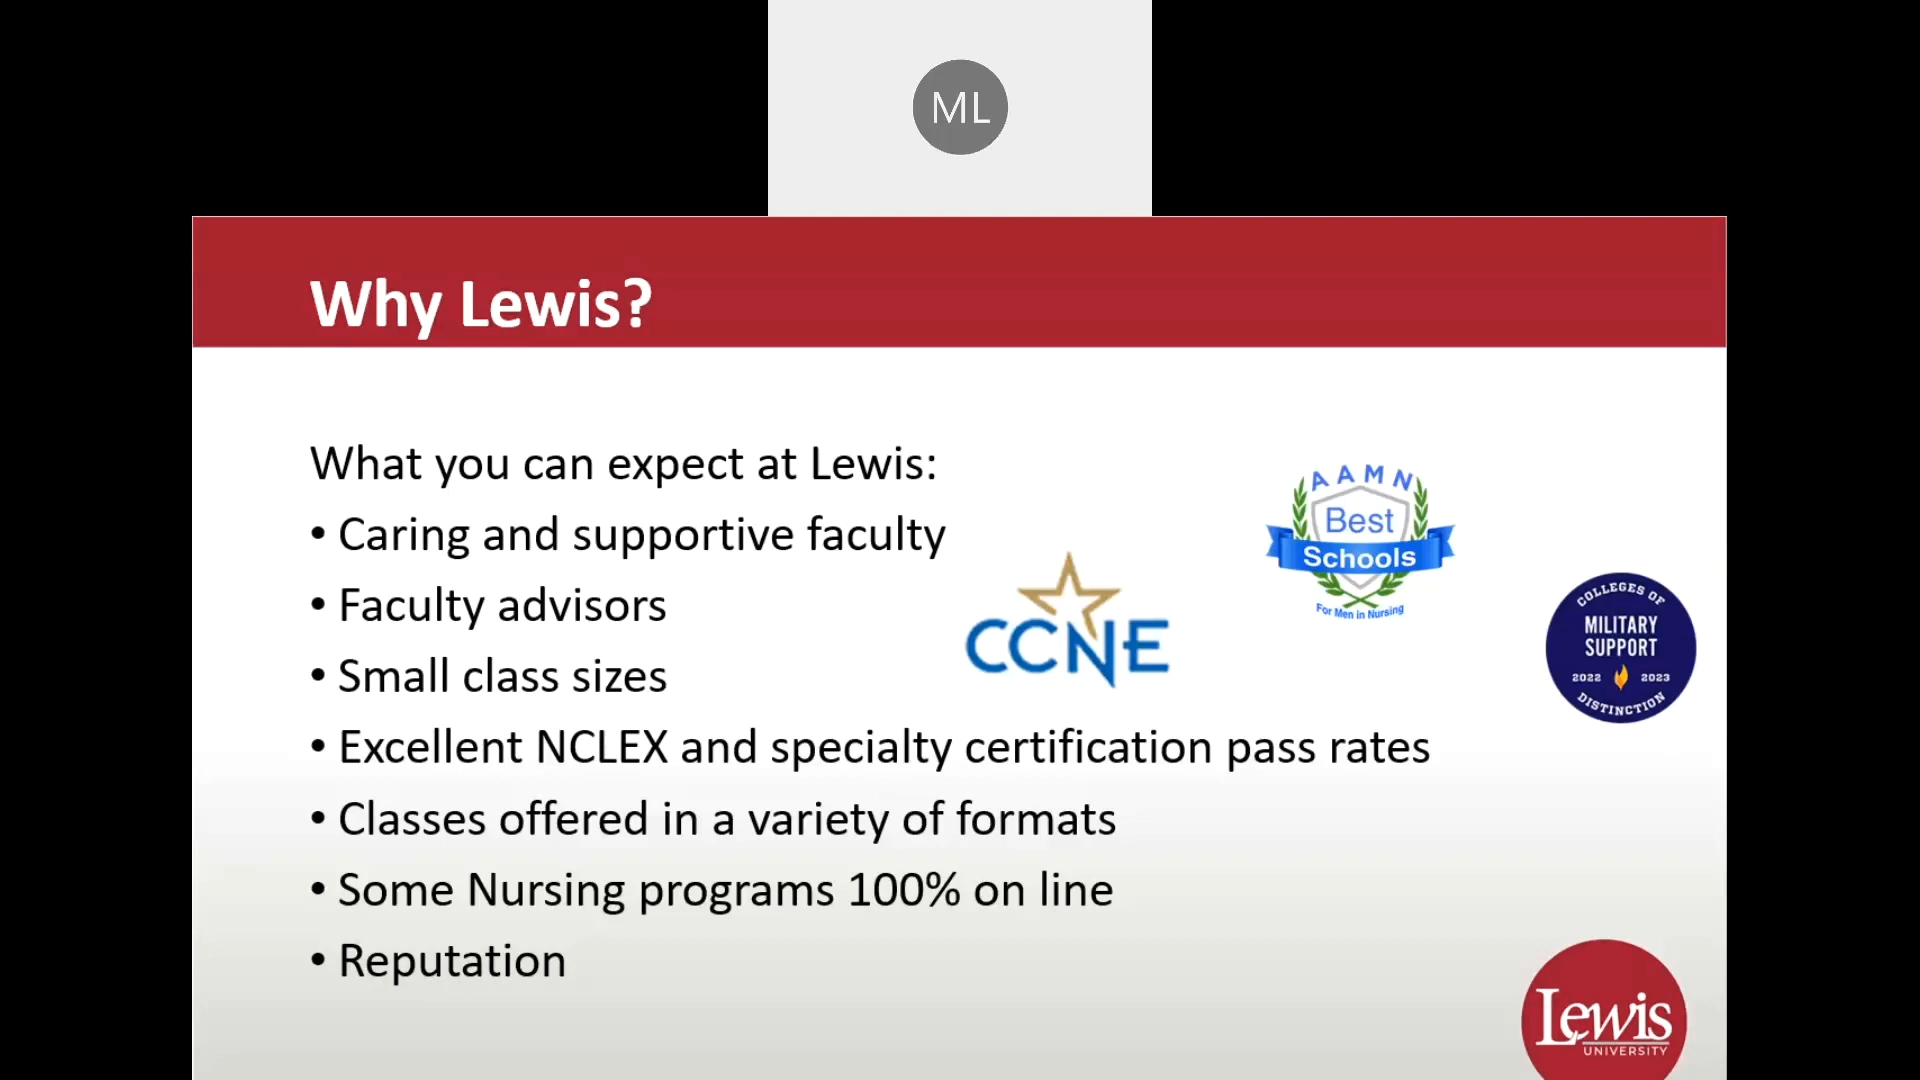 ML
Why Lewis?
What you can expect at Lewis:
• Caring and supportive faculty
• Faculty advisors
• Small class sizes
• Excellent NCLEX and specialty certification pass rates
• Classes offered in a variety of formats
• Some Nursing programs 100% on line
• Reputation
CCNE
AAMN
Best
Schools
For Men in Nursing
COLLEGES OF
MILITARY
SUPPORT
2022 2023
DISTINCTION
Lewis
UNIVERSITY